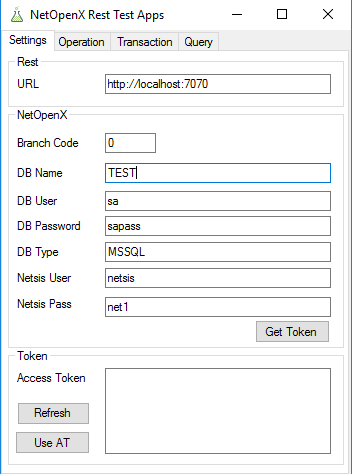 NetOpenX Rest Test Apps
Settings Operation Transaction Query
Rest
URL http://localhost:7070
NetOpenX
Branch Code 0
DB Name TEST
DB User sa
DB Password sapass
DB Type MSSQL
Netsis User netsis
Netsis Pass net1
Get Token
Token
Access Token
Refresh
Use AT